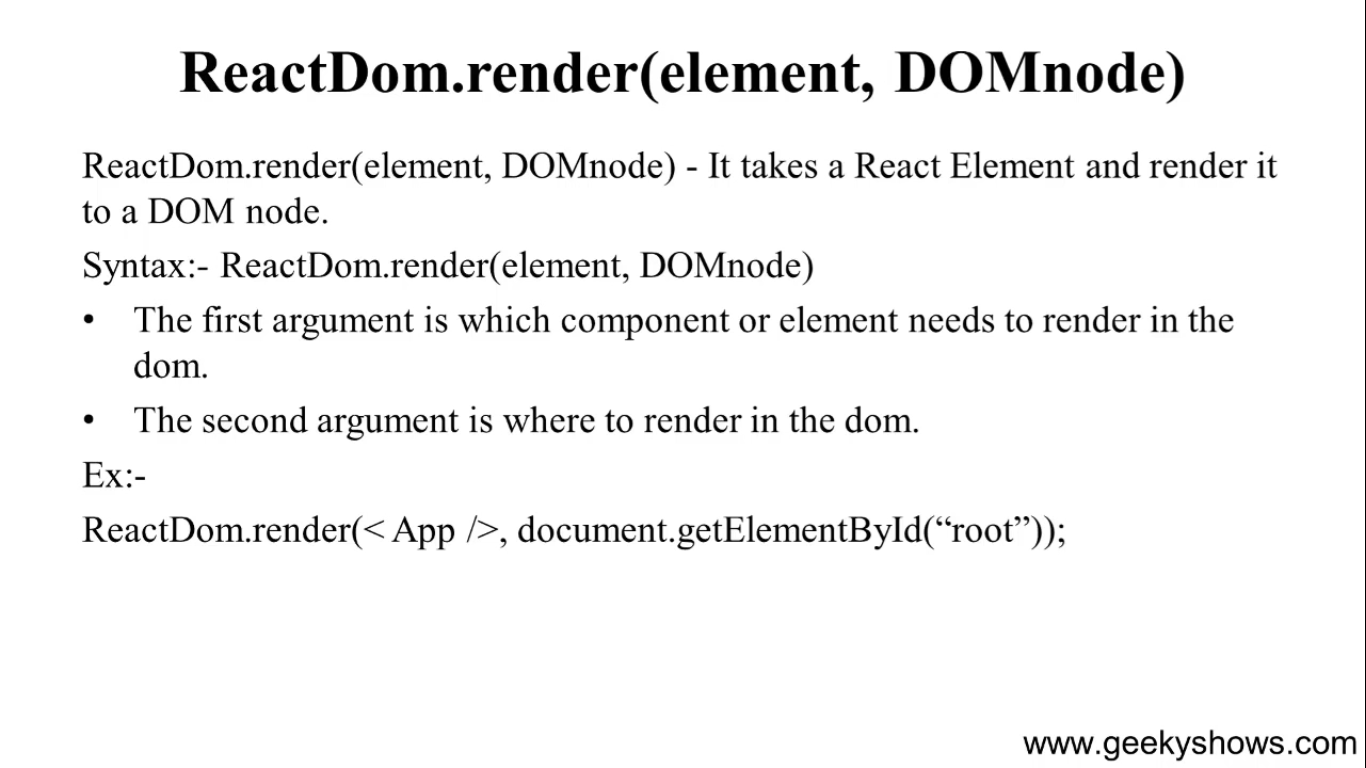 ReactDom.render(element, DOMnode)
ReactDom.render(element, DOMnode) - It takes a React Element and render it
to a DOM node.
Syntax:- ReactDom.render(element, DOMnode)
• The first argument is which component or element needs to render in the
dom.
• The second argument is where to render in the dom.
Ex:-
ReactDom.render(< App />, document.getElementById(“root”));
www.geekyshows.com